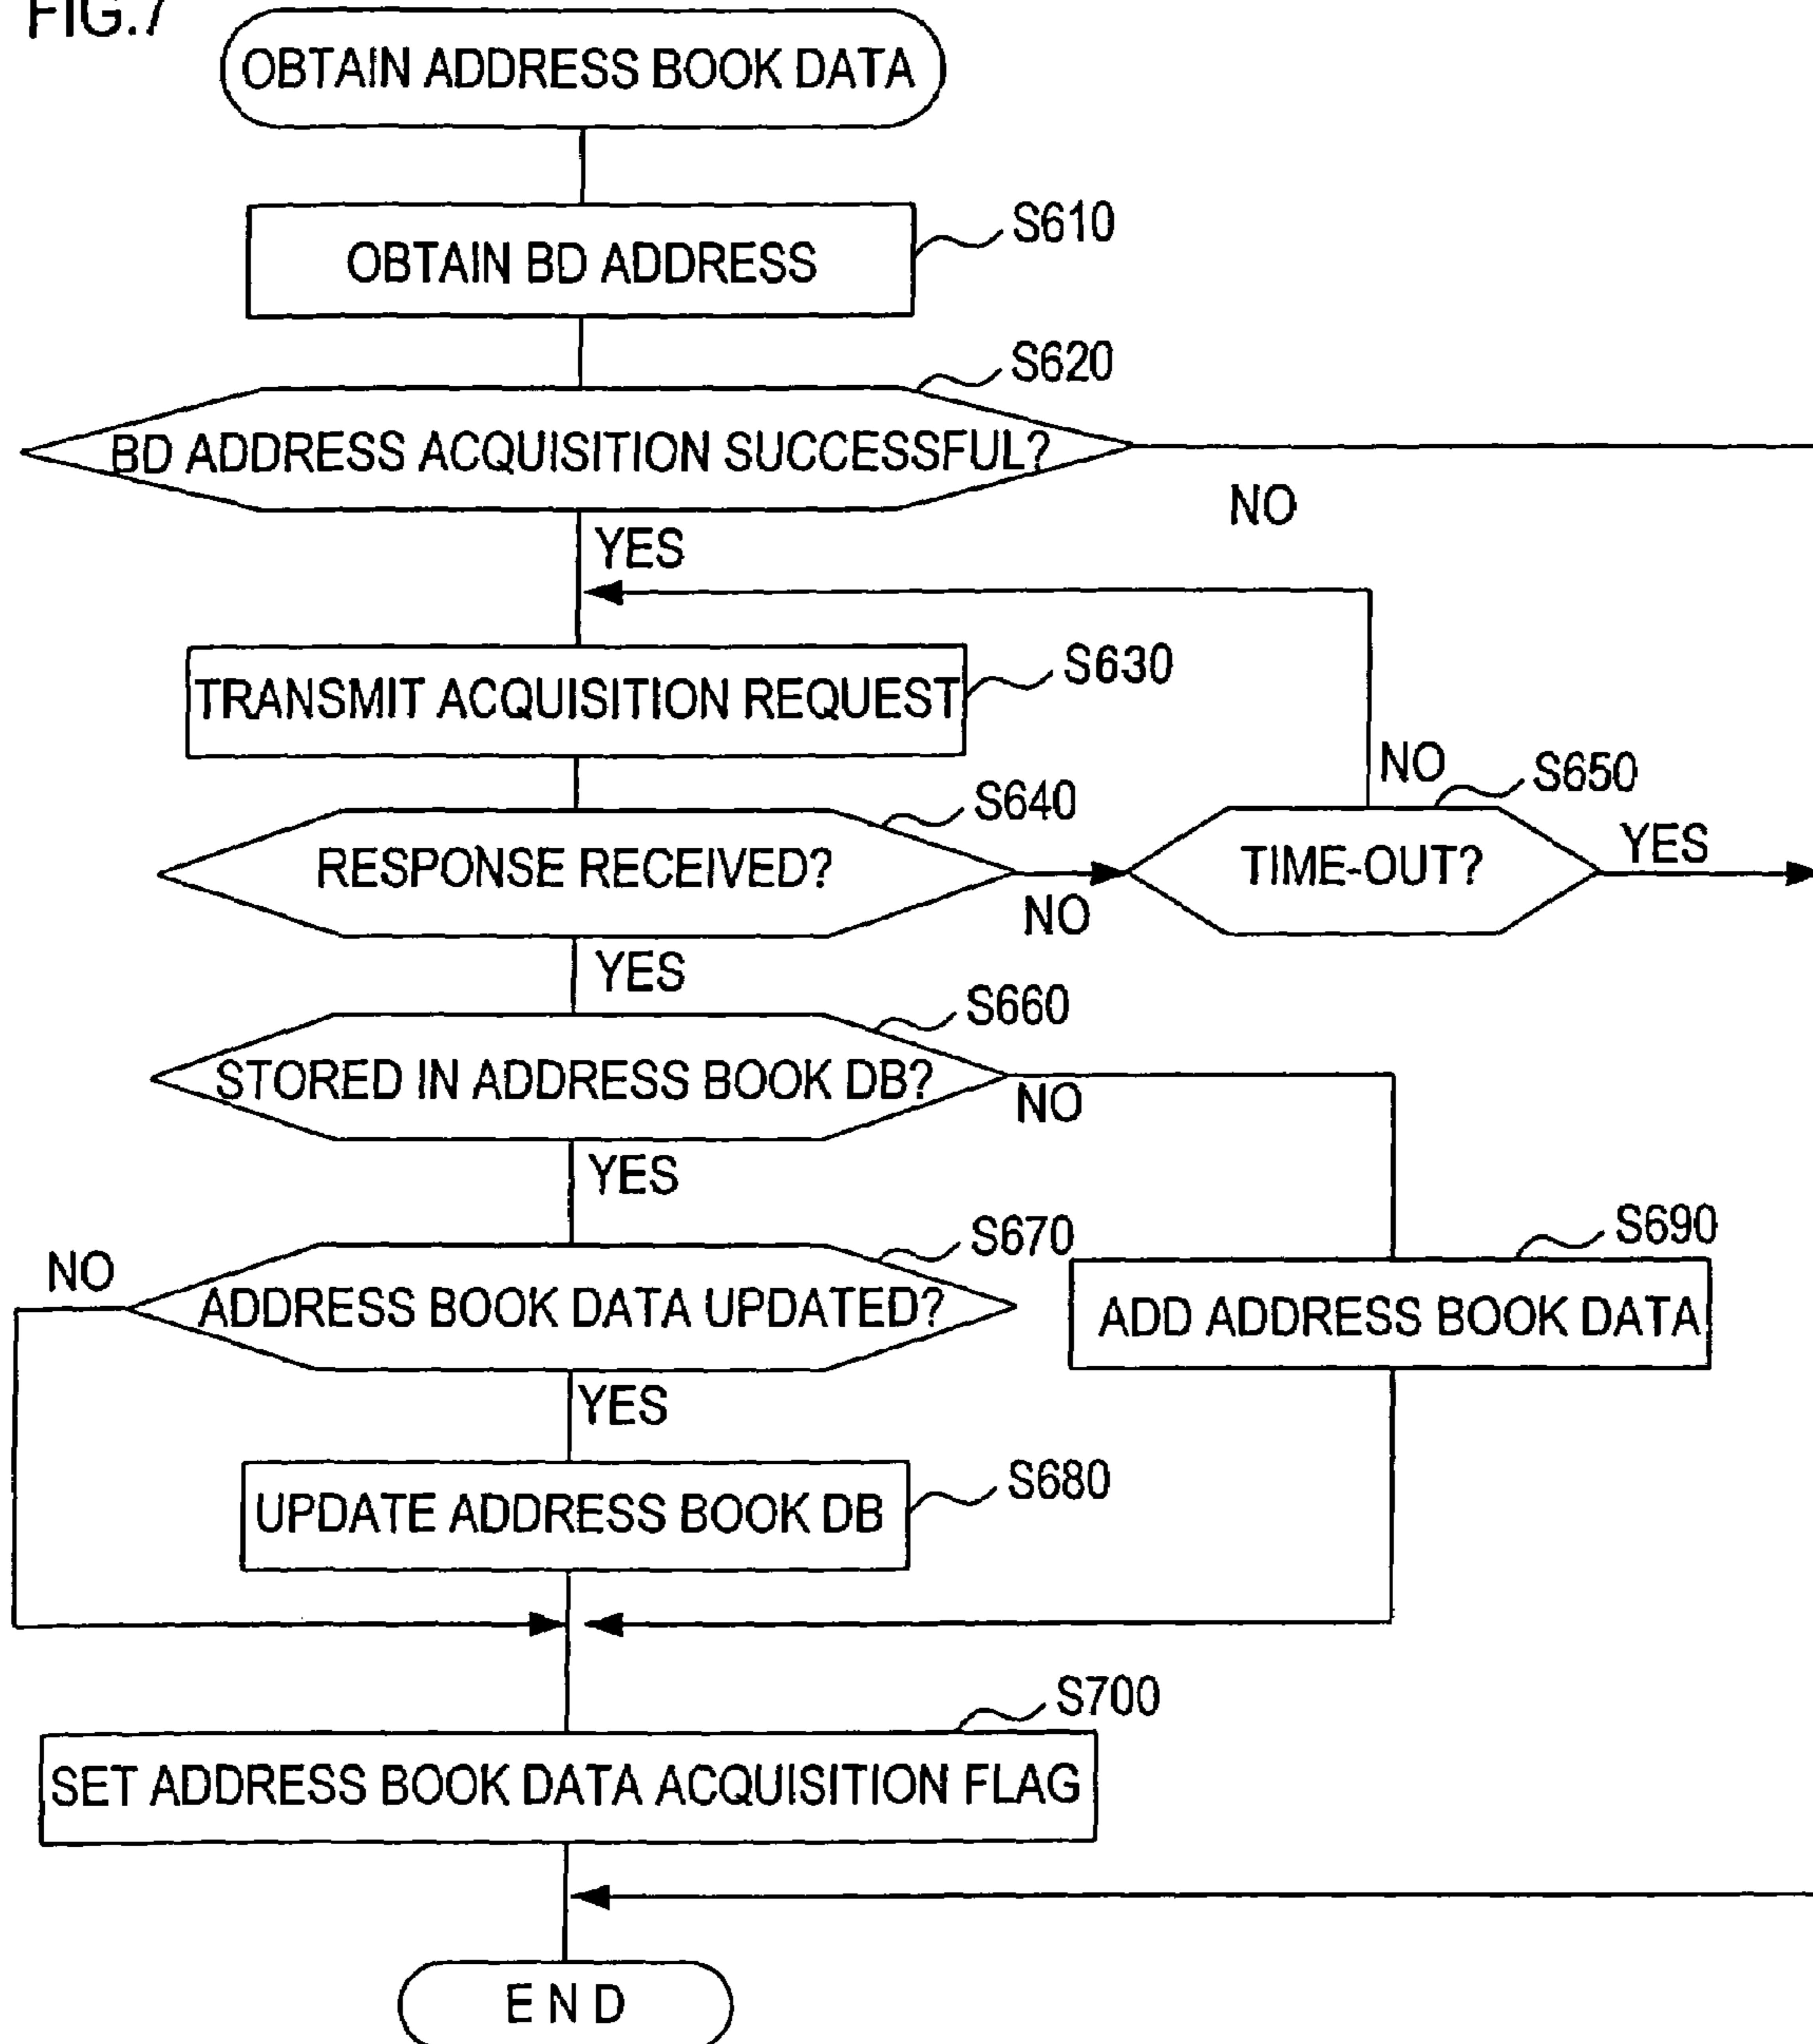 FIG.7
OBTAIN ADDRESS BOOK DATA
OBTAIN BD ADDRESS
S610
S620
BD ADDRESS ACQUISITION SUCCESSFUL?
NO
YES
TRANSMIT ACQUISITION REQUEST
S630
S640
RESPONSE RECEIVED?
NO
NO
S650
TIME-OUT?
YES
YES
S660
STORED IN ADDRESS BOOK DB?
NO
YES
S670
NO
ADDRESS BOOK DATA UPDATED?
S690
ADD ADDRESS BOOK DATA
YES
UPDATE ADDRESS BOOK DB
S680
S700
SET ADDRESS BOOK DATA ACQUISITION FLAG
END